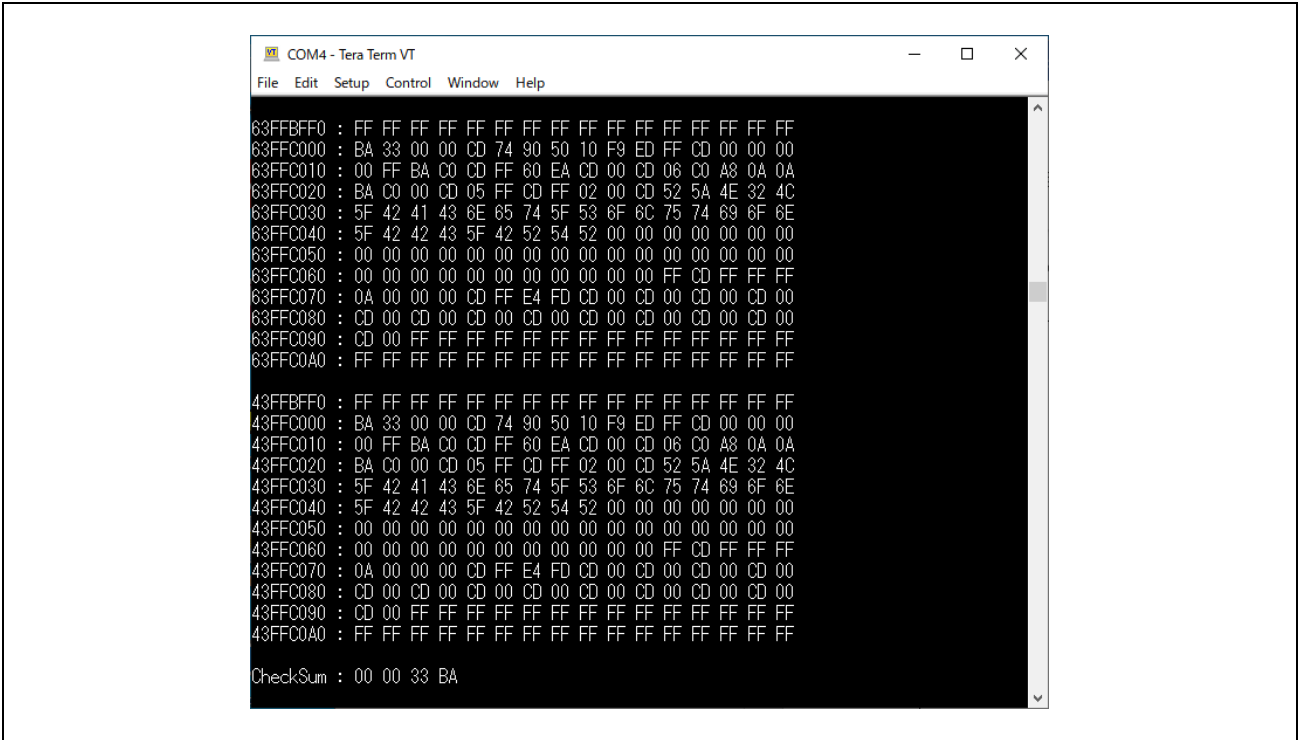 COM4 - Tera Term VT
File Edit Setup Control Window Help
63FFBFF0 : FF FF FF FF FF FF FF FF FF FF FF FF FF FF FF FF
63FFC000 : BA 33 00 00 CD 74 90 50 10 F9 ED FF CD 00 00 00
63FFC010 : 00 FF BA C0 CD FF 60 EA CD 00 CD 06 C0 A8 0A 0A
63FFC020 : BA C0 00 CD 05 FF CD FF 02 00 CD 52 5A 4E 32 4C
63FFC030 : 5F 42 41 43 6E 65 74 5F 53 6F 6C 75 74 69 6F 6E
63FFC040 : 5F 42 42 43 5F 42 52 54 52 00 00 00 00 00 00 00
63FFC050 : 00 00 00 00 00 00 00 00 00 00 00 00 00 00 00 00
63FFC060 : 00 00 00 00 00 00 00 00 00 00 00 FF CD FF FF FF
63FFC070 : 0A 00 00 00 CD FF E4 FD CD 00 CD 00 CD 00 CD 00
63FFC080 : CD 00 CD 00 CD 00 CD 00 CD 00 CD 00 CD 00 CD 00
63FFC090 : CD 00 FF FF FF FF FF FF FF FF FF FF FF FF FF FF
63FFC0A0 : FF FF FF FF FF FF FF FF FF FF FF FF FF FF FF FF
43FFBFF0 : FF FF FF FF FF FF FF FF FF FF FF FF FF FF FF FF
43FFC000 : BA 33 00 00 CD 74 90 50 10 F9 ED FF CD 00 00 00
43FFC010 : 00 FF BA C0 CD FF 60 EA CD 00 CD 06 C0 A8 0A 0A
43FFC020 : BA C0 00 CD 05 FF CD FF 02 00 CD 52 5A 4E 32 4C
43FFC030 : 5F 42 41 43 6E 65 74 5F 53 6F 6C 75 74 69 6F 6E
43FFC040 : 5F 42 42 43 5F 42 52 54 52 00 00 00 00 00 00 00
43FFC050 : 00 00 00 00 00 00 00 00 00 00 00 00 00 00 00 00
43FFC060 : 00 00 00 00 00 00 00 00 00 00 00 FF CD FF FF FF
43FFC070 : 0A 00 00 00 CD FF E4 FD CD 00 CD 00 CD 00 CD 00
43FFC080 : CD 00 CD 00 CD 00 CD 00 CD 00 CD 00 CD 00 CD 00
43FFC090 : CD 00 FF FF FF FF FF FF FF FF FF FF FF FF FF FF
43FFC0A0 : FF FF FF FF FF FF FF FF FF FF FF FF FF FF FF FF
CheckSum : 00 00 33 BA